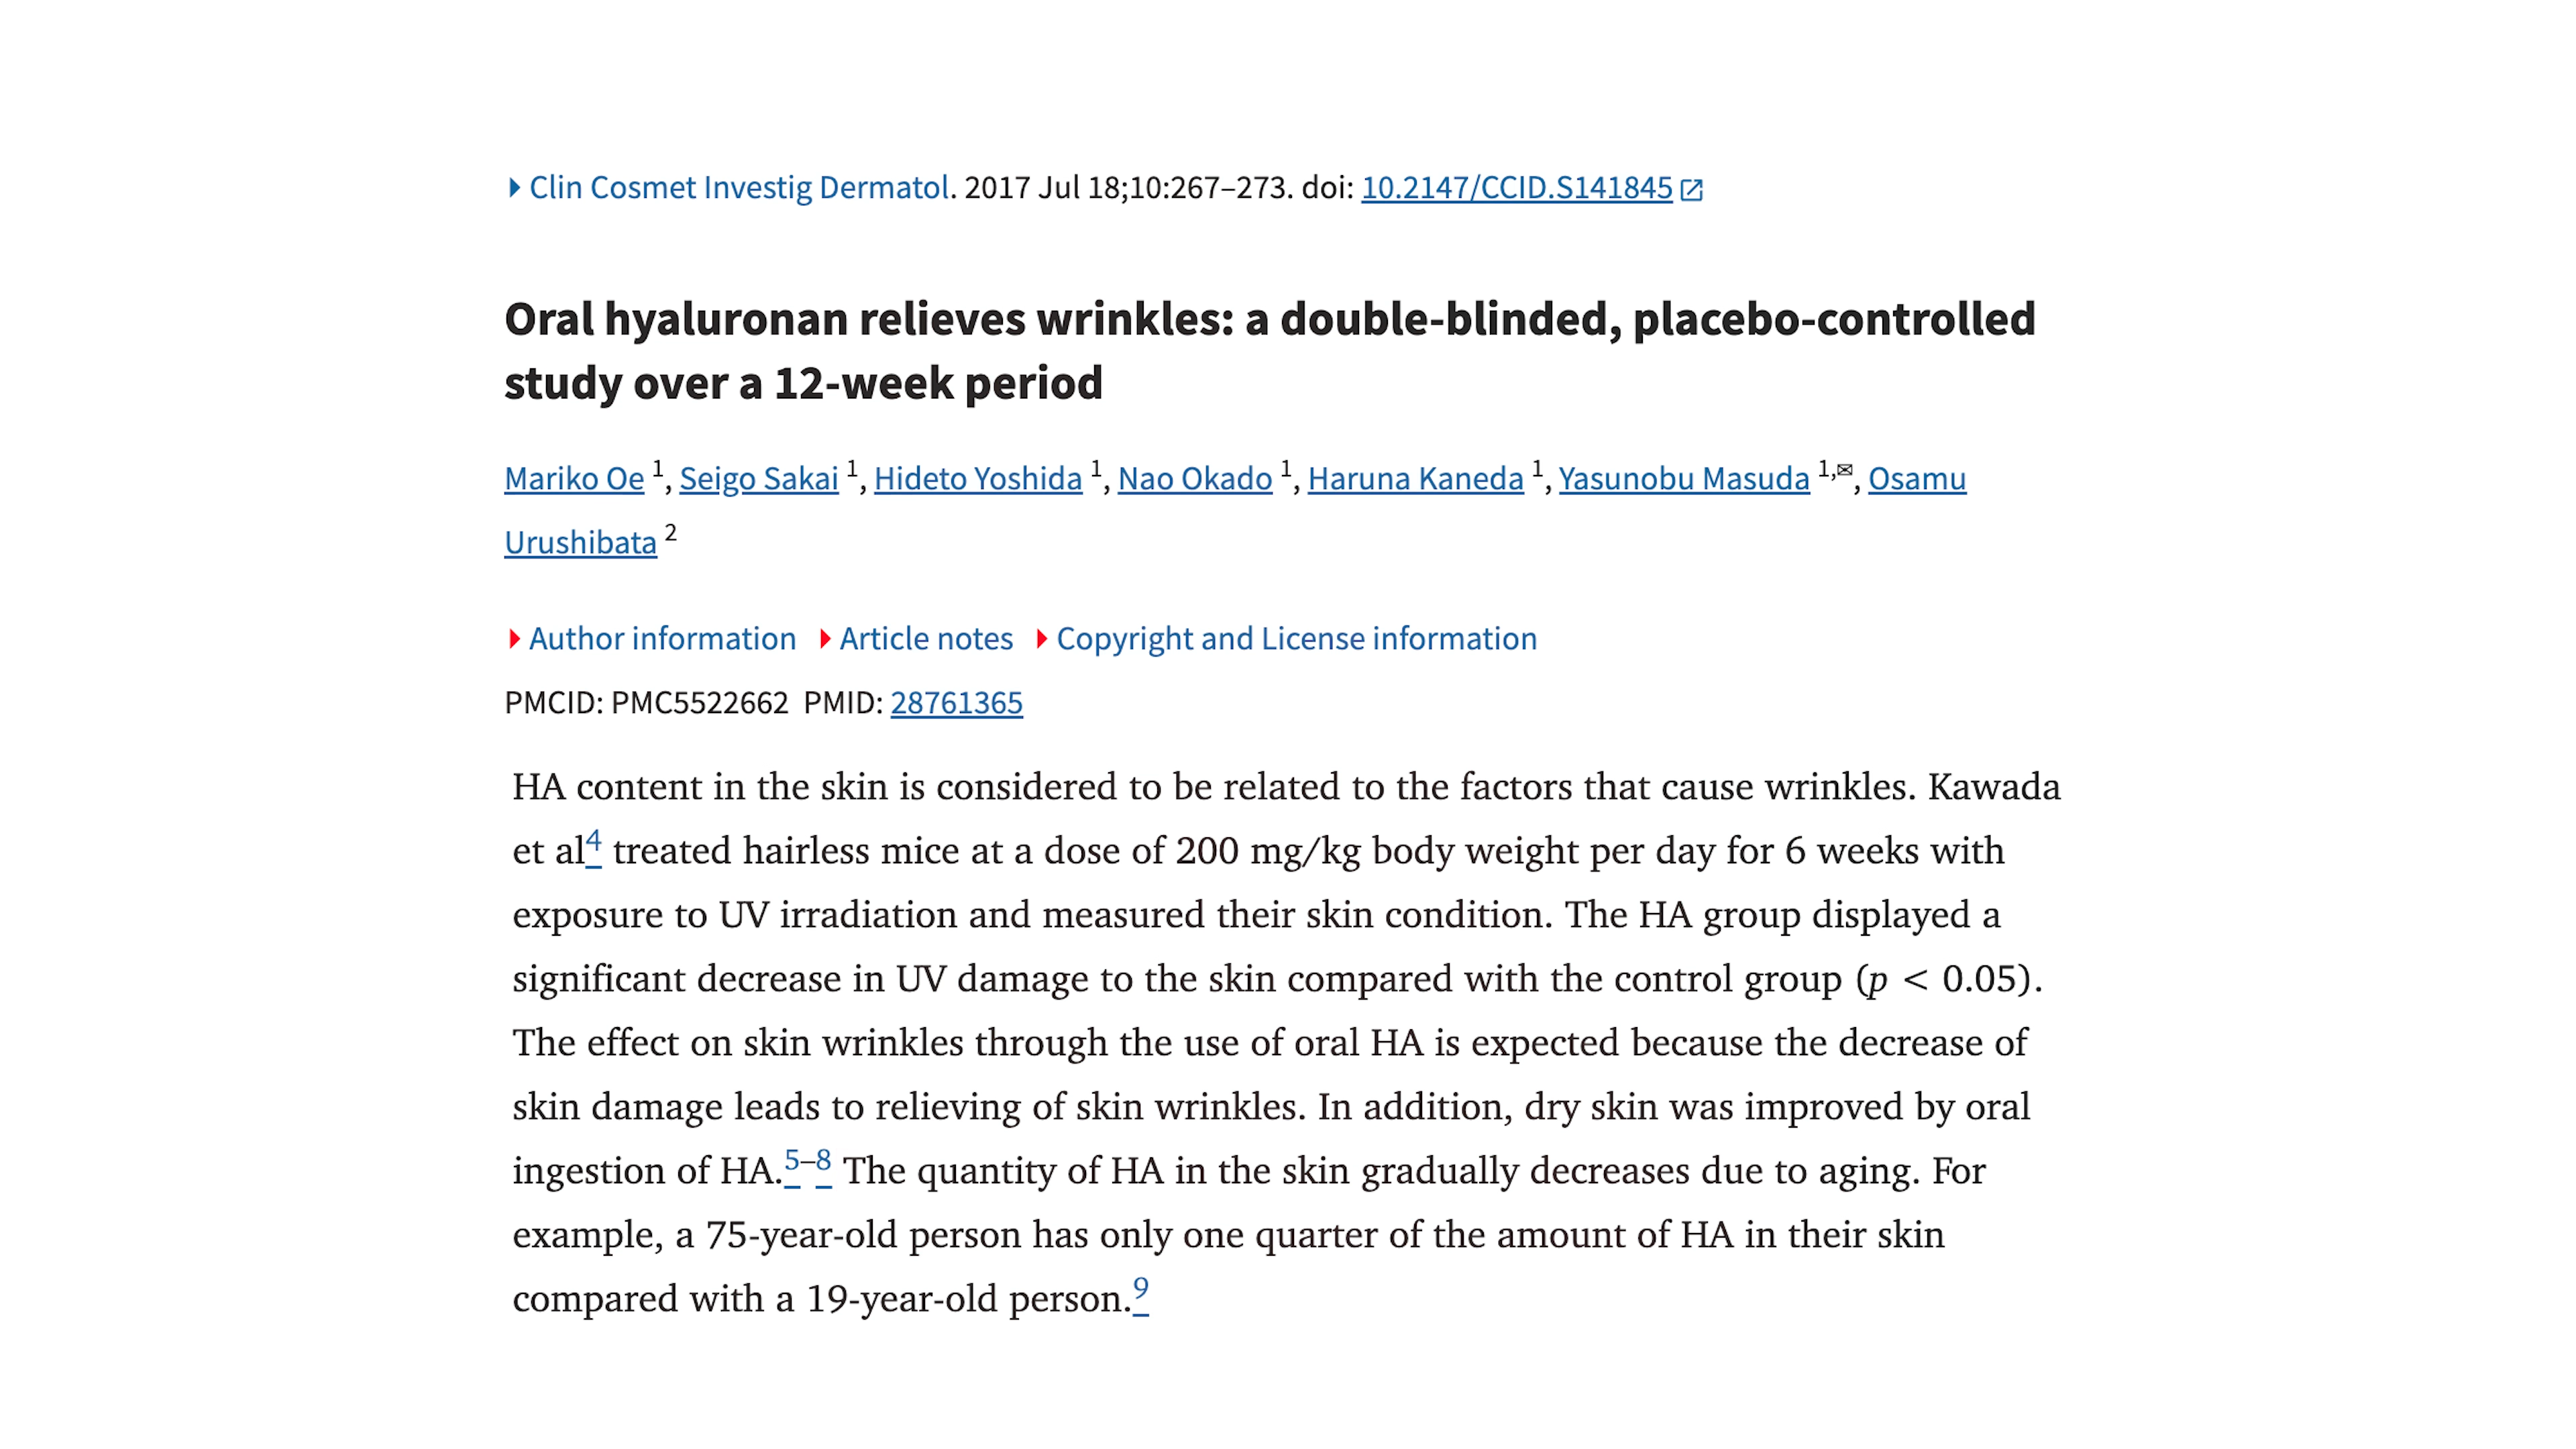 Clin Cosmet Investig Dermatol. 2017 Jul 18;10:267–273. doi: 10.2147/CCID.S141845
Oral hyaluronan relieves wrinkles: a double-blinded, placebo-controlled
study over a 12-week period
Mariko Oe 1, Seigo Sakai 1, Hideto Yoshida 1, Nao Okado 1, Haruna Kaneda 1, Yasunobu Masuda 1,✉, Osamu
Urushibata 2
Author information Article notes Copyright and License information
PMCID: PMC5522662 PMID: 28761365
HA content in the skin is considered to be related to the factors that cause wrinkles. Kawada
et al4 treated hairless mice at a dose of 200 mg/kg body weight per day for 6 weeks with
exposure to UV irradiation and measured their skin condition. The HA group displayed a
significant decrease in UV damage to the skin compared with the control group (p < 0.05).
The effect on skin wrinkles through the use of oral HA is expected because the decrease of
skin damage leads to relieving of skin wrinkles. In addition, dry skin was improved by oral
ingestion of HA.5–8 The quantity of HA in the skin gradually decreases due to aging. For
example, a 75-year-old person has only one quarter of the amount of HA in their skin
compared with a 19-year-old person.9